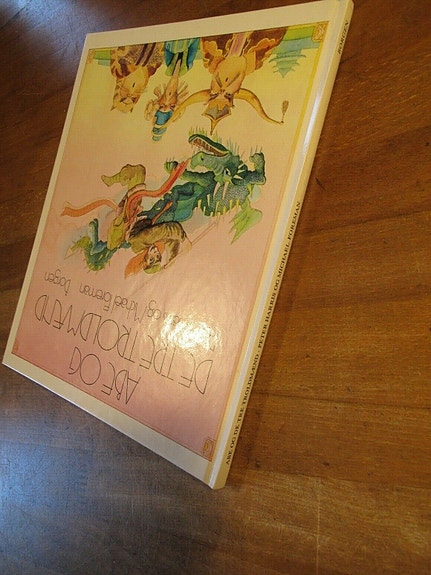 ABE OG
DE TRE TROLDMÆND
og Michael Foreman borgen
ABE OG DE TRE TROLDMÆND · PETER HARRIS OG MICHAEL FOREMAN BORGEN